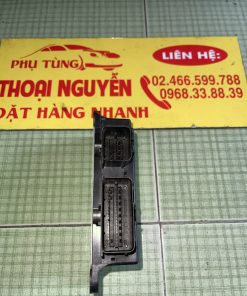 PHỤ TÙNG
LIÊN HỆ:
THOẠI NGUYỄN
02.466.599.788
0968.33.88.39
ĐẶT HÀNG NHANH